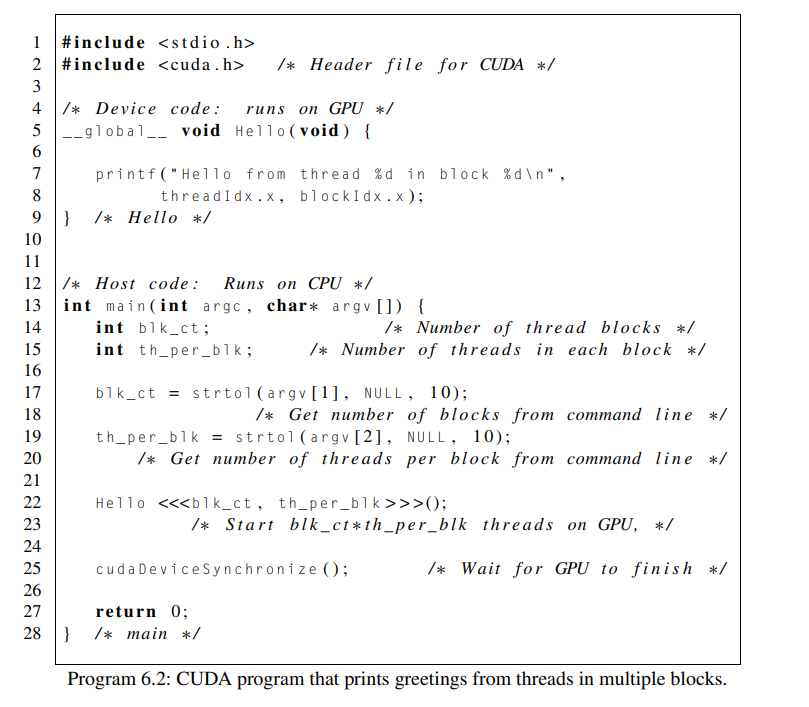 1 #include <stdio.h>
2 #include <cuda.h> /* Header file for CUDA */
3
4 /* Device code: runs on GPU */
5 __global__ void Hello(void) {
6
7 printf("Hello from thread %d in block %d\n",
8 threadIdx.x, blockIdx.x);
9 } /* Hello */
10
11
12 /* Host code: Runs on CPU */
13 int main(int argc, char* argv[]) {
14 int blk_ct; /* Number of thread blocks */
15 int th_per_blk; /* Number of threads in each block */
16
17 blk_ct = strtol(argv[1], NULL, 10);
18 /* Get number of blocks from command line */
19 th_per_blk = strtol(argv[2], NULL, 10);
20 /* Get number of threads per block from command line */
21
22 Hello <<<blk_ct, th_per_blk>>>();
23 /* Start blk_ct*th_per_blk threads on GPU, */
24
25 cudaDeviceSynchronize(); /* Wait for GPU to finish */
26
27 return 0;
28 } /* main */
Program 6.2: CUDA program that prints greetings from threads in multiple blocks.